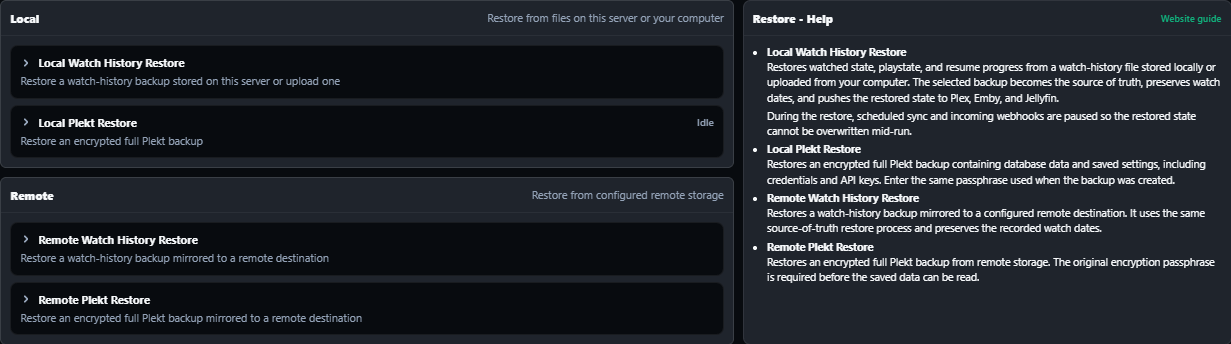 Local
Restore from files on this server or your computer
Local Watch History Restore
Restore a watch-history backup stored on this server or upload one
Local Plekt Restore
Idle
Restore an encrypted full Plekt backup
Remote
Restore from configured remote storage
Remote Watch History Restore
Restore a watch-history backup mirrored to a remote destination
Remote Plekt Restore
Restore an encrypted full Plekt backup mirrored to a remote destination
Restore - Help
Website guide
• Local Watch History Restore
Restores watched state, playstate, and resume progress from a watch-history file stored locally or
uploaded from your computer. The selected backup becomes the source of truth, preserves watch
dates, and pushes the restored state to Plex, Emby, and Jellyfin.
During the restore, scheduled sync and incoming webhooks are paused so the restored state
cannot be overwritten mid-run.
• Local Plekt Restore
Restores an encrypted full Plekt backup containing database data and saved settings, including
credentials and API keys. Enter the same passphrase used when the backup was created.
• Remote Watch History Restore
Restores a watch-history backup mirrored to a configured remote destination. It uses the same
source-of-truth restore process and preserves the recorded watch dates.
• Remote Plekt Restore
Restores an encrypted full Plekt backup from remote storage. The original encryption passphrase
is required before the saved data can be read.